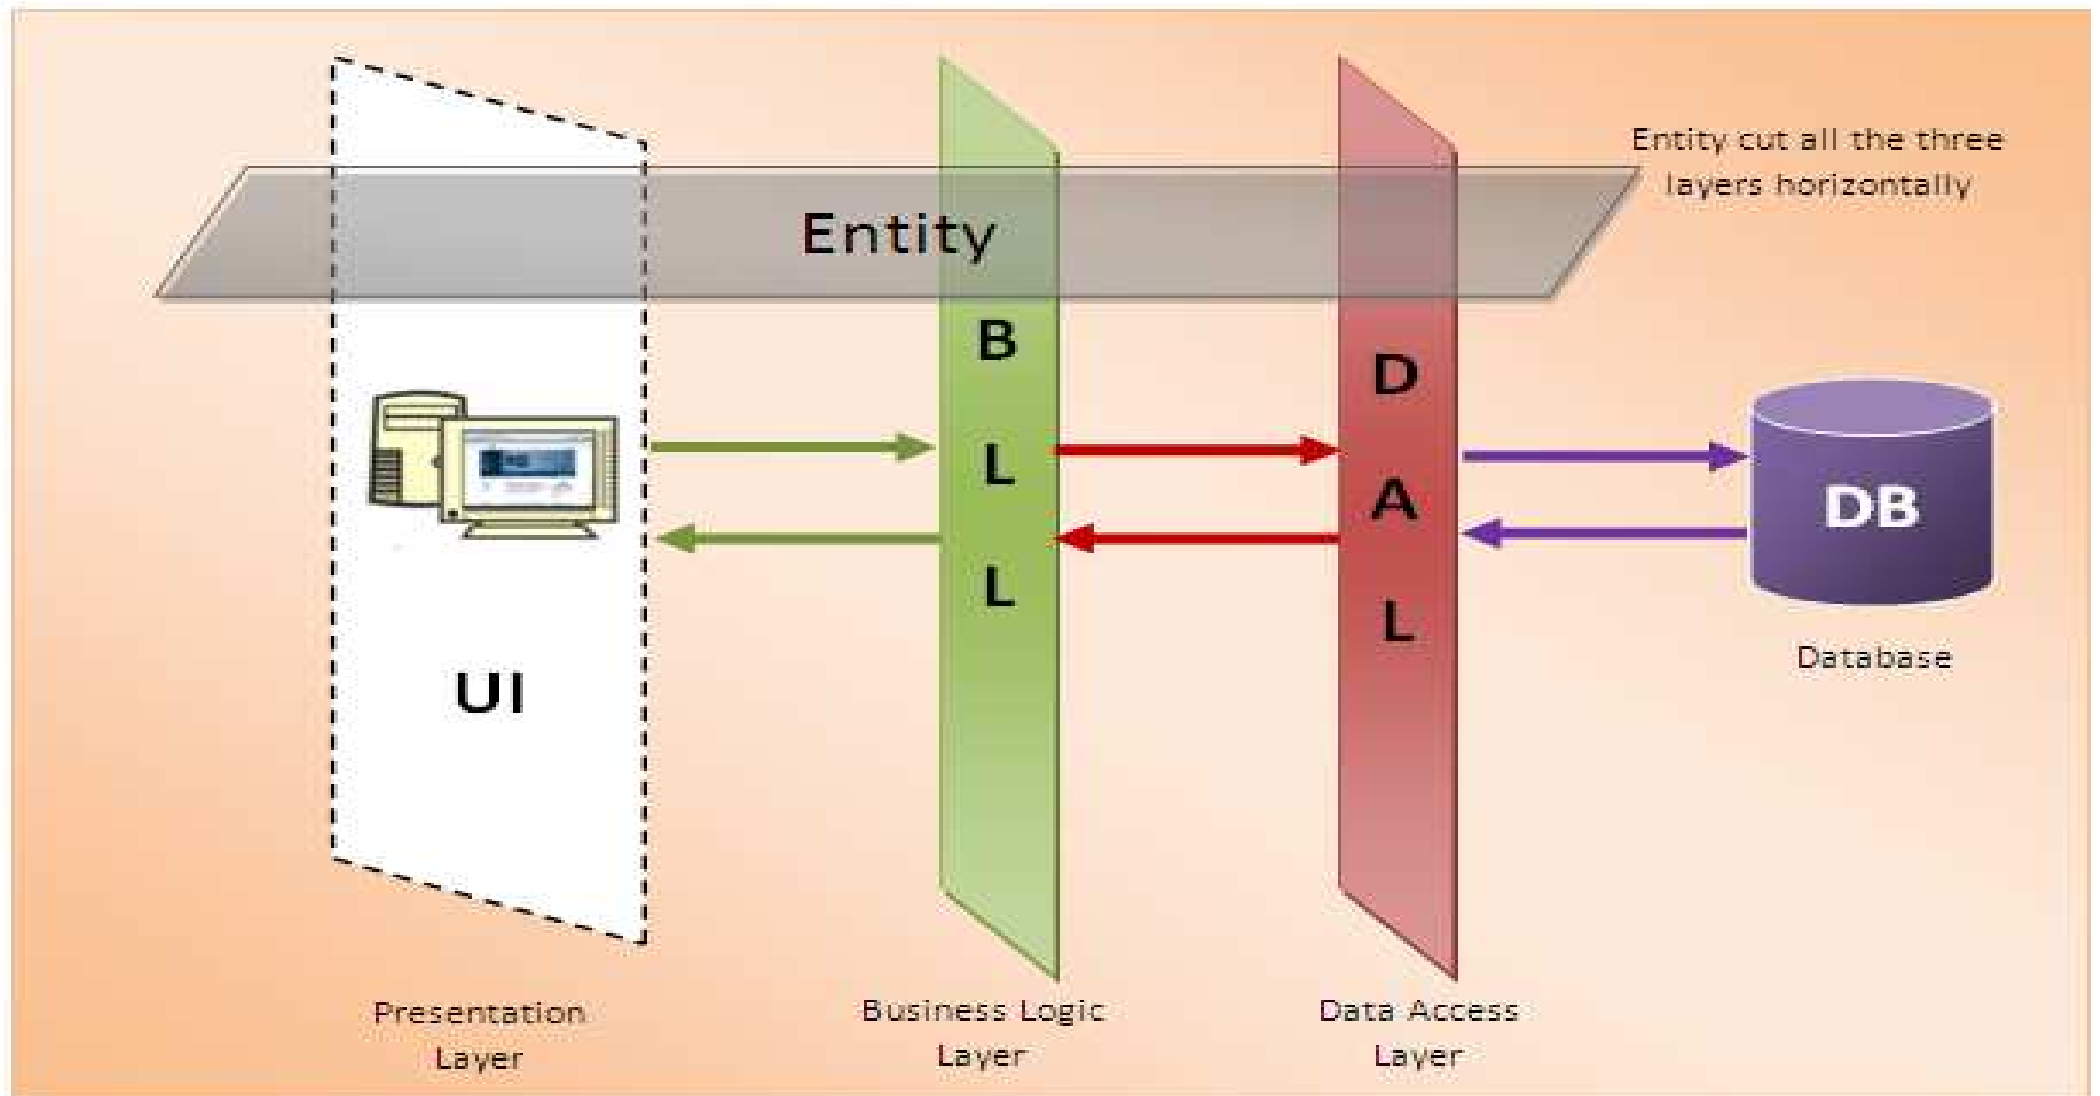 Entity cut all the three
layers horizontally
Entity
B
L
L
D
A
L
DB
UI
Database
Presentation
Layer
Business Logic
Layer
Data Access
Layer